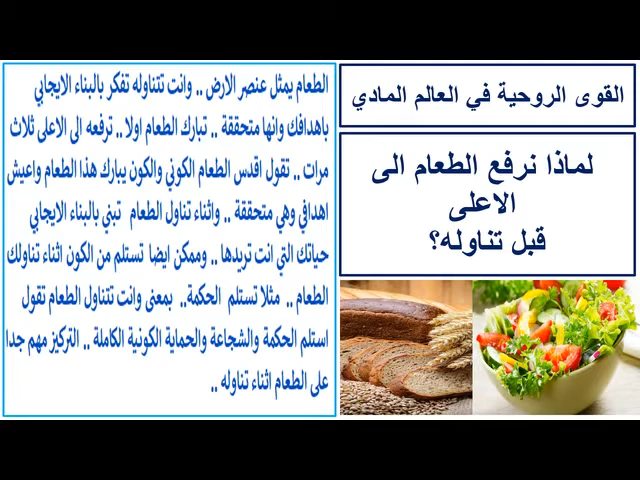 القوى الروحية في العالم المادي
لماذا نرفع الطعام الى
الاعلى
قبل تناوله؟
الطعام يمثل عنصر الارض .. وانت تتناوله تفكر بالبناء الايجابي
باهدافك وانها متحققة .. تبارك الطعام اولا .. ترفعه الى الاعلى ثلاث
مرات .. تقول اقدس الطعام الكوني والكون يبارك هذا الطعام واعيش
اهدافي وهي متحققة .. واثناء تناول الطعام تبني بالبناء الايجابي
حياتك التي انت تريدها .. وممكن ايضا تستلم من الكون اثناء تناولك
الطعام .. مثلا تستلم الحكمة.. بمعنى وانت تتناول الطعام تقول
استلم الحكمة والشجاعة والحماية الكونية الكاملة .. التركيز مهم جدا
على الطعام اثناء تناوله ..